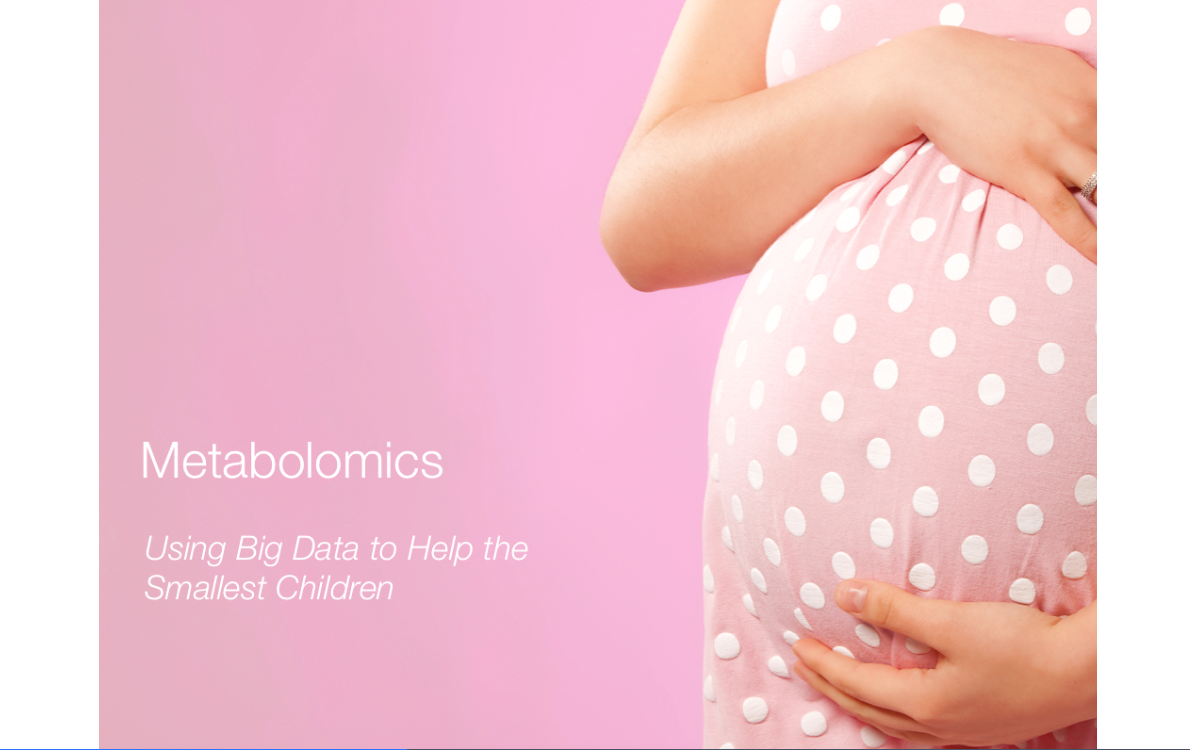 Metabolomics
Using Big Data to Help the
Smallest Children